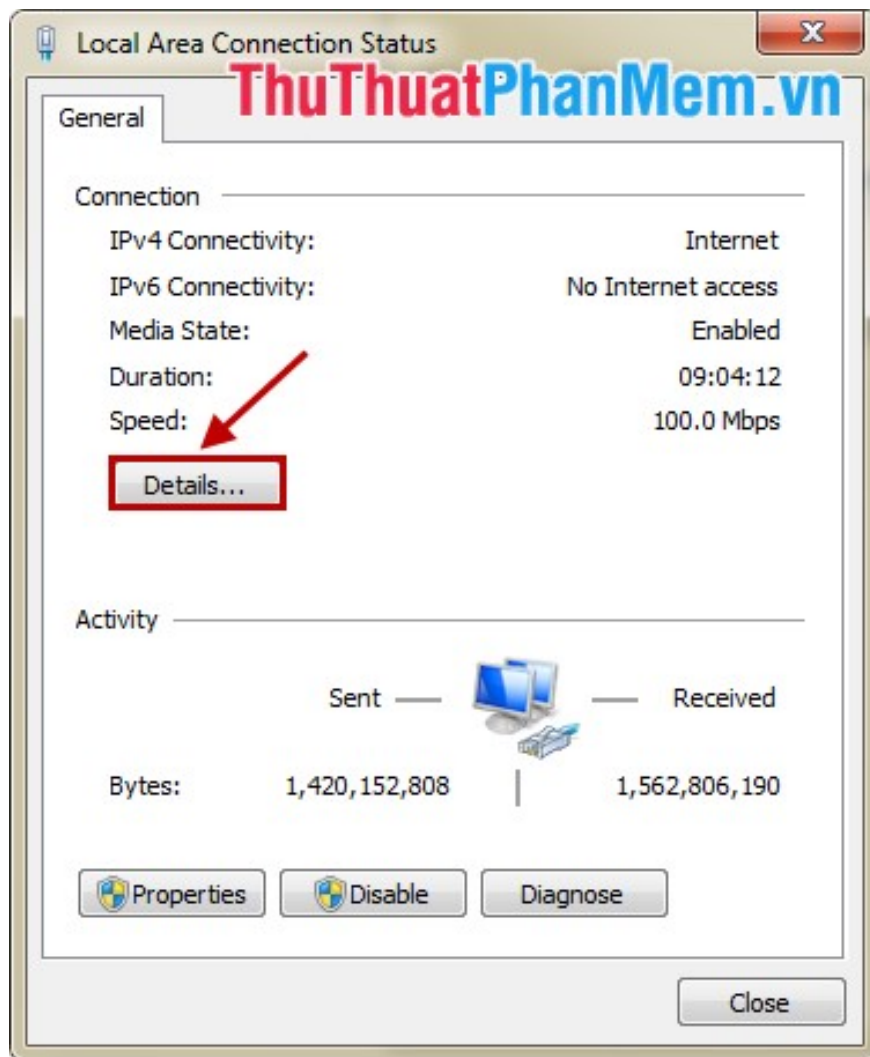 Local Area Connection Status
ThuThuatPhanMem.vn
General
Connection
IPv4 Connectivity: Internet
IPv6 Connectivity: No Internet access
Media State: Enabled
Duration: 09:04:12
Speed: 100.0 Mbps
Details...
Activity
Sent Received
Bytes: 1,420,152,808 1,562,806,190
Properties Disable Diagnose
Close